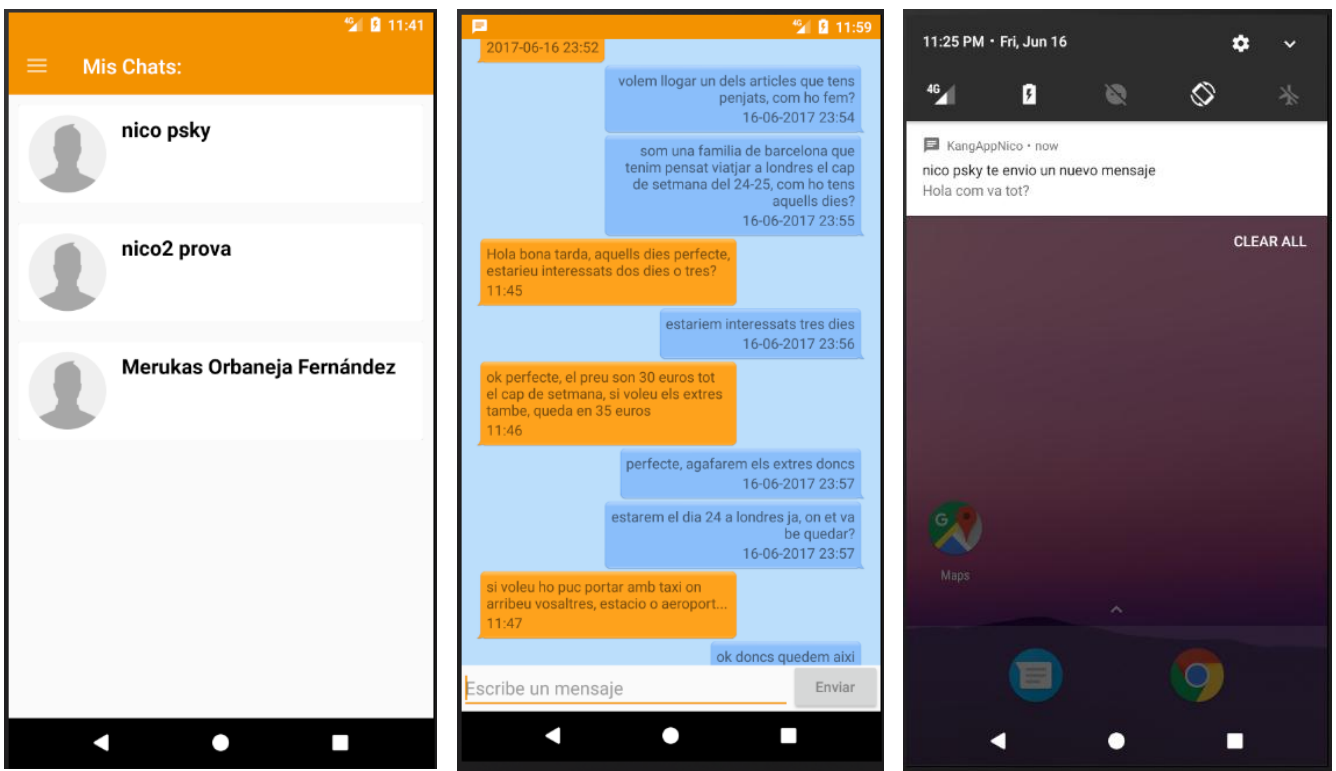 4G 11:41
Mis Chats:
nico psky
nico2 prova
Merukas Orbaneja Fernández
4G 11:59
2017-06-16 23:52
volem llogar un dels articles que tens
penjats, com ho fem?
16-06-2017 23:54
som una familia de barcelona que
tenim pensat viatjar a londres el cap
de setmana del 24-25, com ho tens
aquells dies?
16-06-2017 23:55
Hola bona tarda, aquells dies perfecte,
estarieu interessats dos dies o tres?
11:45
estariem interessats tres dies
16-06-2017 23:56
ok perfecte, el preu son 30 euros tot
el cap de setmana, si voleu els extres
tambe, queda en 35 euros
11:46
perfecte, agafarem els extres doncs
16-06-2017 23:57
estarem el dia 24 a londres ja, on et va
be quedar?
16-06-2017 23:57
si voleu ho puc portar amb taxi on
arribeu vosaltres, estacio o aeroport...
11:47
ok doncs quedem aixi
Escribe un mensaje
Enviar
11:25 PM • Fri, Jun 16
4G
KangAppNico • now
nico psky te envio un nuevo mensaje
Hola com va tot?
CLEAR ALL
G
Maps